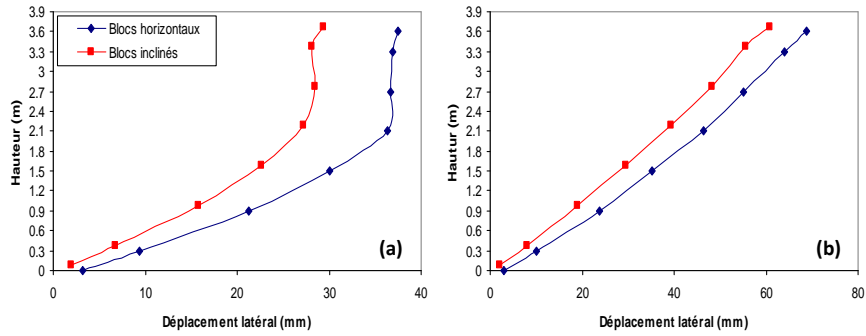 Blocs horizontaux
Blocs inclinés
Hauteur (m)
3.9
3.6
3.3
3
2.7
2.4
2.1
1.8
1.5
1.2
0.9
0.6
0.3
0
0 10 20 30 40
(a)
Déplacement latéral (mm)
Hautur (m)
3.9
3.6
3.3
3
2.7
2.4
2.1
1.8
1.5
1.2
0.9
0.6
0.3
0
0 20 40 60 80
(b)
Déplacement latéral (mm)